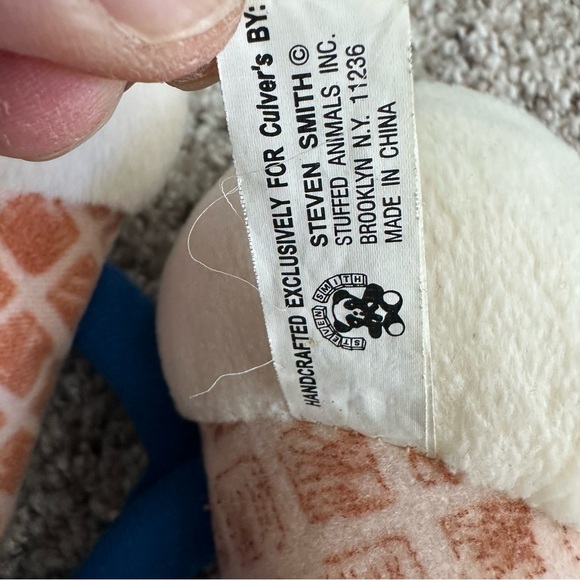 HANDCRAFTED EXCLUSIVELY FOR Culver's BY:
STEVEN SMITH ©
STUFFED ANIMALS INC.
BROOKLYN N.Y. 11236
MADE IN CHINA
STEVEN SMITH